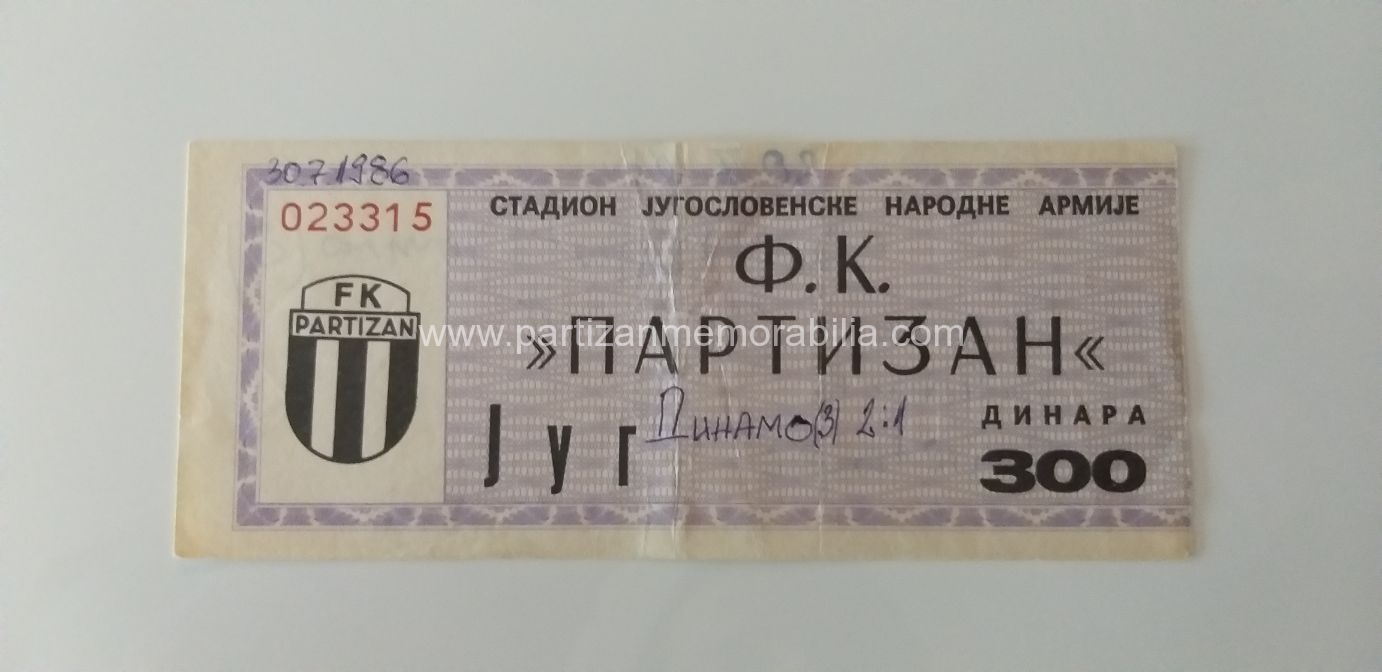 30.7.1986
023315
FK
PARTIZAN
СТАДИОН ЈУГОСЛОВЕНСКЕ НАРОДНЕ АРМИЈЕ
Ф.К.
»ПАРТИЗАН«
www.partizanmemorabilia.com
Југ
Динамо(З) 2:1
ДИНАРА
300